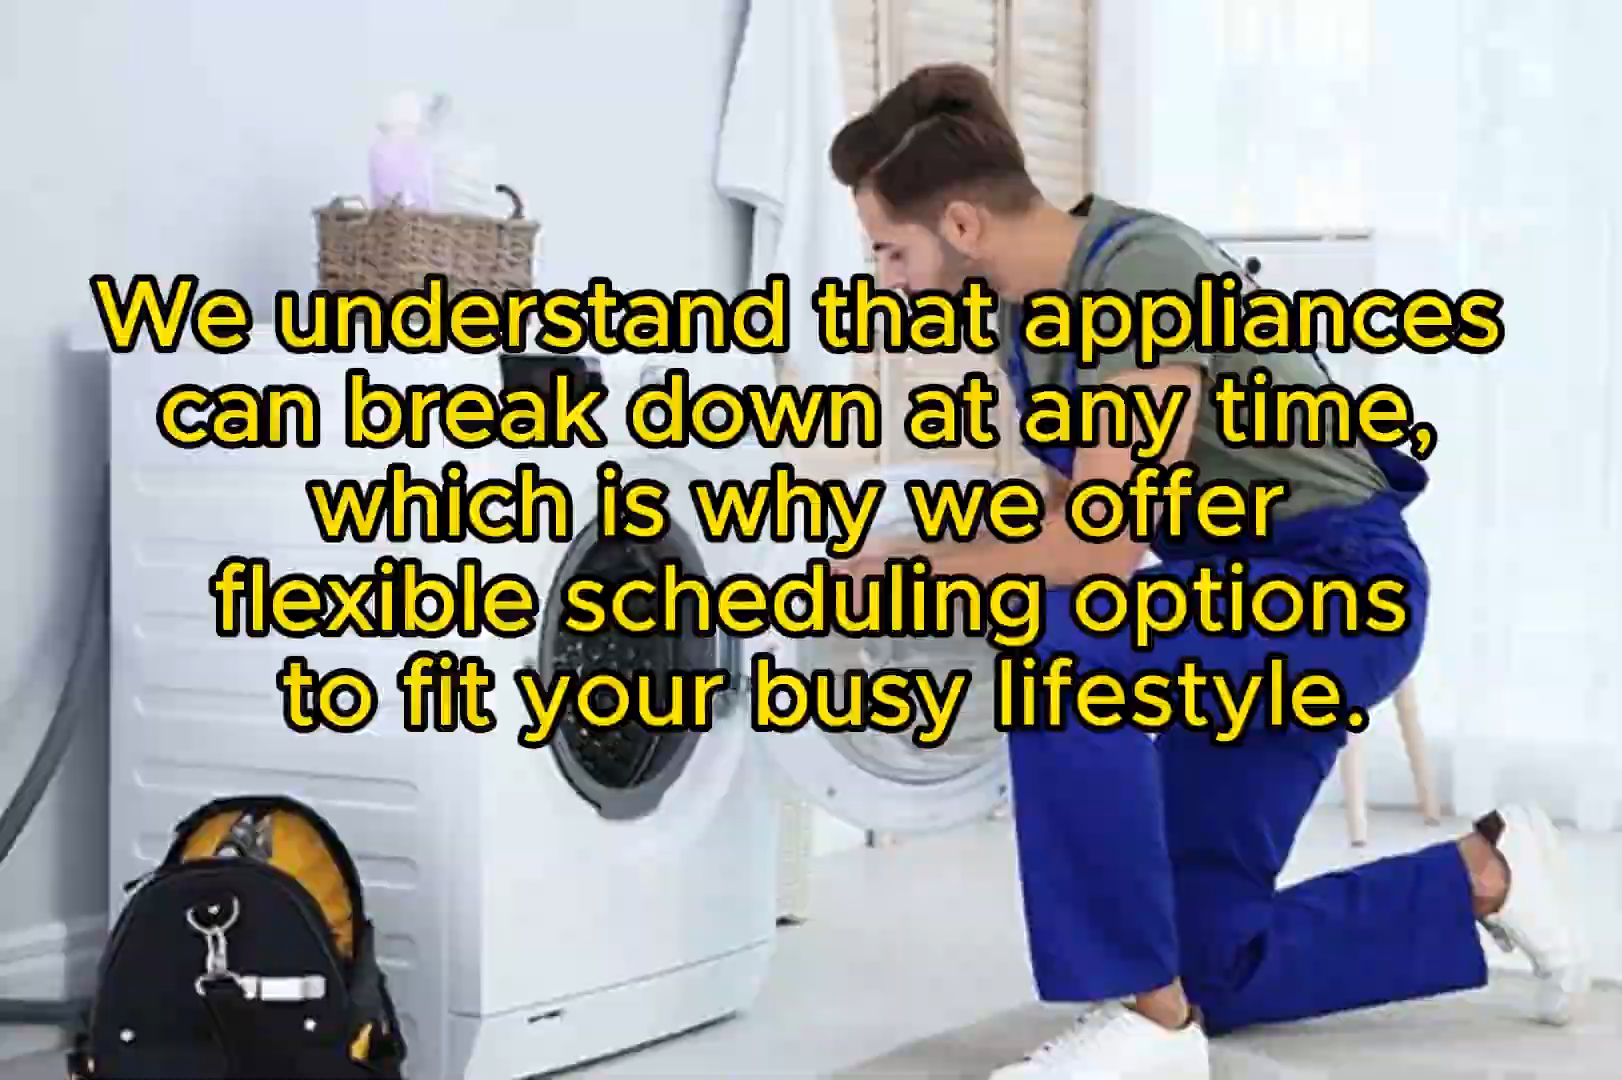 We understand that appliances
can break down at any time,
which is why we offer
flexible scheduling options
to fit your busy lifestyle.